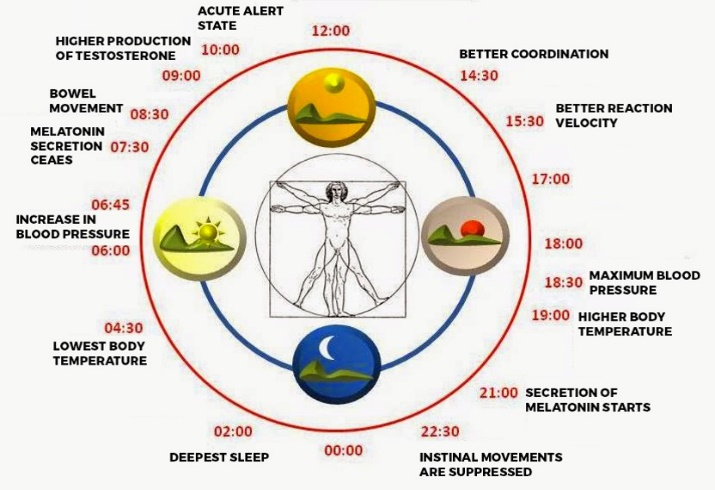 ACUTE ALERT
STATE
12:00
10:00
HIGHER PRODUCTION
OF TESTOSTERONE
09:00
BETTER COORDINATION
14:30
BOWEL
MOVEMENT
08:30
BETTER REACTION
VELOCITY
15:30
MELATONIN
SECRETION
CEAES
07:30
17:00
06:45
INCREASE IN
BLOOD PRESSURE
06:00
18:00
18:30
MAXIMUM BLOOD
PRESSURE
19:00
HIGHER BODY
TEMPERATURE
04:30
LOWEST BODY
TEMPERATURE
21:00
SECRETION OF
MELATONIN STARTS
02:00
DEEPEST SLEEP
00:00
22:30
INSTINAL MOVEMENTS
ARE SUPPRESSED